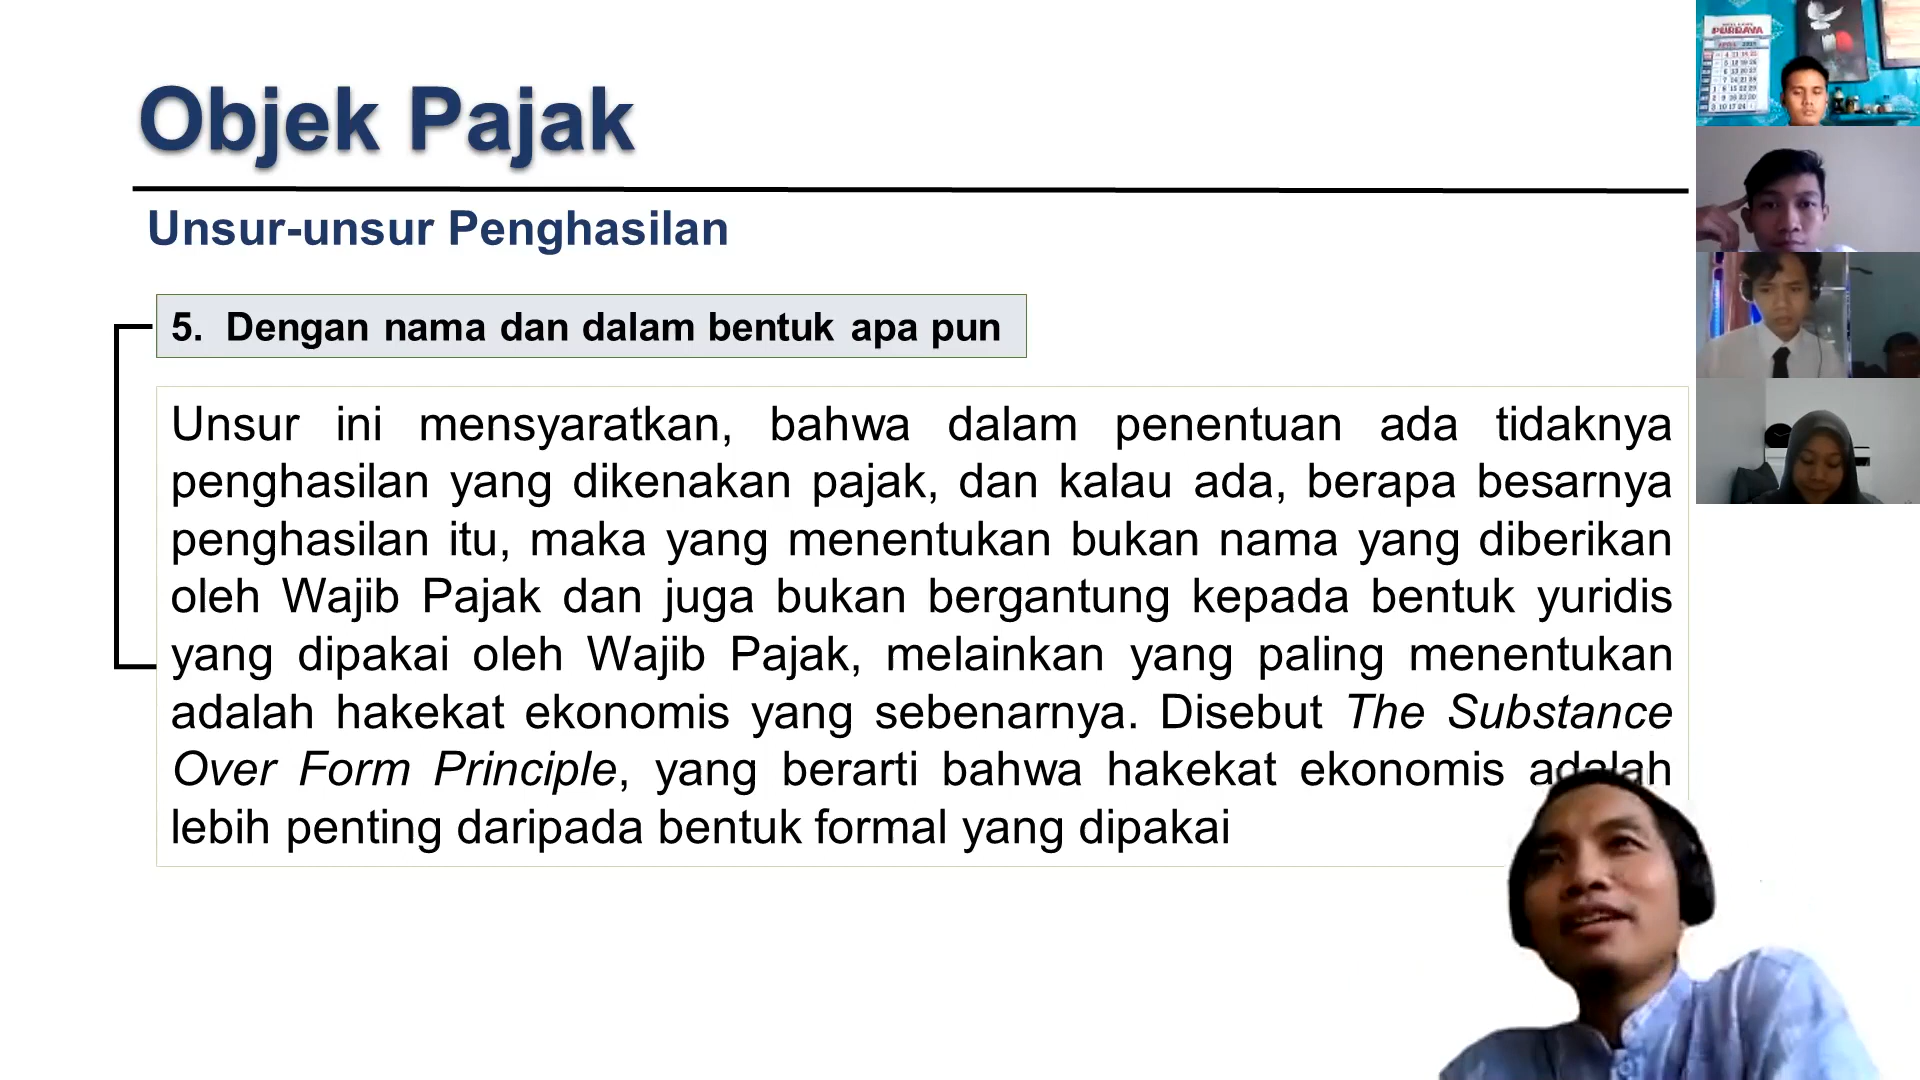 Objek Pajak
Unsur-unsur Penghasilan
5. Dengan nama dan dalam bentuk apa pun
Unsur ini mensyaratkan, bahwa dalam penentuan ada tidaknya
penghasilan yang dikenakan pajak, dan kalau ada, berapa besarnya
penghasilan itu, maka yang menentukan bukan nama yang diberikan
oleh Wajib Pajak dan juga bukan bergantung kepada bentuk yuridis
yang dipakai oleh Wajib Pajak, melainkan yang paling menentukan
adalah hakekat ekonomis yang sebenarnya. Disebut The Substance
Over Form Principle, yang berarti bahwa hakekat ekonomis adalah
lebih penting daripada bentuk formal yang dipakai
PURBAYA